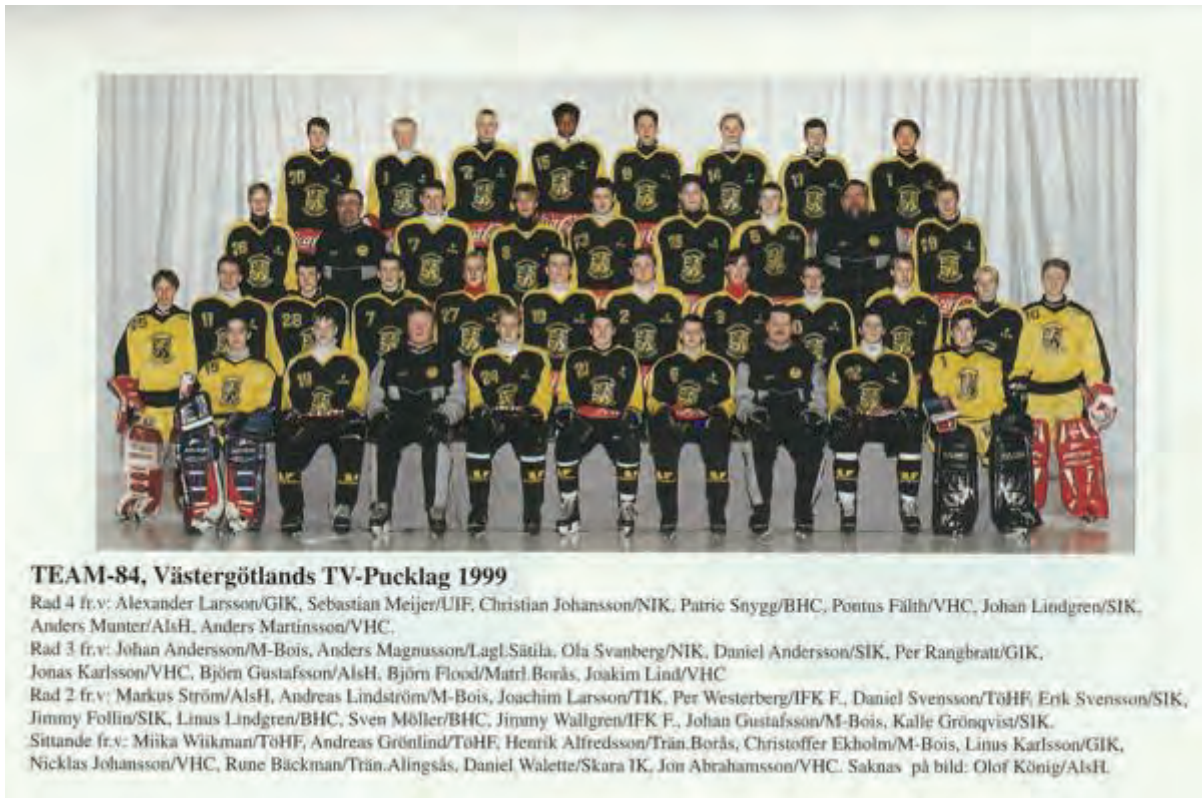 TEAM-84, Västergötlands TV-Pucklag 1999
Rad 4 fr.v: Alexander Larsson/GIK, Sebastian Meijer/UIF, Christian Johansson/NIK, Patric Snygg/BHC, Pontus Fälth/VHC, Johan Lindgren/SIK,
Anders Munter/AlsH, Anders Martinsson/VHC.
Rad 3 fr.v: Johan Andersson/M-Bois, Anders Magnusson/Lagl.Sätila, Ola Svanberg/NIK, Daniel Andersson/SIK, Per Rangbratt/GIK,
Jonas Karlsson/VHC, Björn Gustafsson/AlsH, Björn Flood/Matrl.Borås, Joakim Lind/VHC
Rad 2 fr.v: Markus Ström/AlsH, Andreas Lindström/M-Bois, Joachim Larsson/TIK, Per Westerberg/IFK F., Daniel Svensson/TöHF, Erik Svensson/SIK,
Jimmy Follin/SIK, Linus Lindgren/BHC, Sven Möller/BHC, Jimmy Wallgren/IFK F., Johan Gustafsson/M-Bois, Kalle Grönqvist/SIK.
Sittande fr.v: Miika Wiikman/TöHF, Andreas Grönlind/TöHF, Henrik Alfredsson/Trän.Borås, Christoffer Ekholm/M-Bois, Linus Karlsson/GIK,
Nicklas Johansson/VHC, Rune Bäckman/Trän.Alingsås, Daniel Walette/Skara IK, Jon Abrahamsson/VHC. Saknas på bild: Olof König/AlsH.